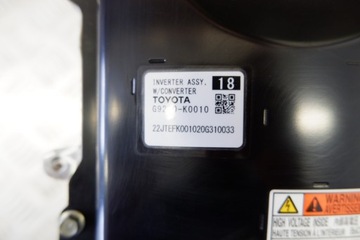 INVERTER ASSY. 18
W/CONVERTER
TOYOTA
-K0010
22JTEFK001020G310033
WARNING
HIGH VOLTAGE INSIDE